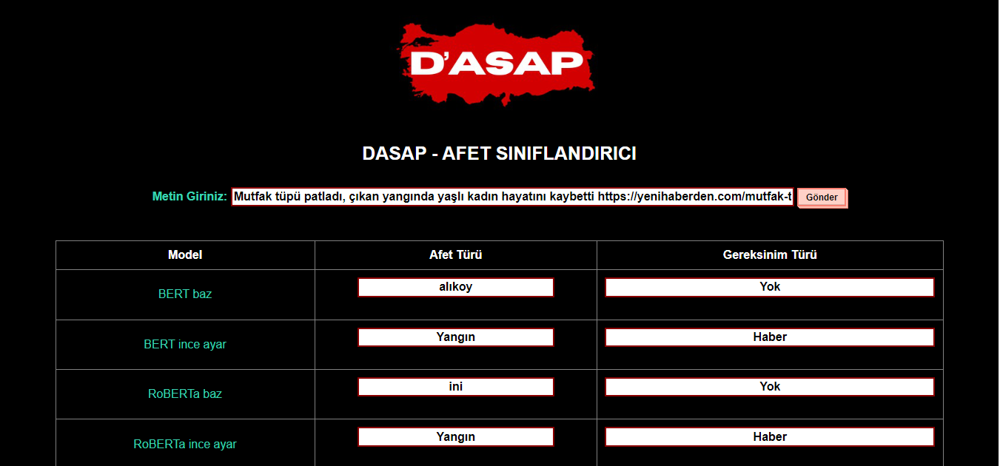 D'ASAP
DASAP - AFET SINIFLANDIRICI
Metin Giriniz: Mutfak tüpü patladı, çıkan yangında yaşlı kadın hayatını kaybetti https://yenihaberden.com/mutfak-t Gönder
Model Afet Türü Gereksinim Türü
BERT baz alıkoy Yok
BERT ince ayar Yangın Haber
RoBERTa baz ini Yok
RoBERTa ince ayar Yangın Haber